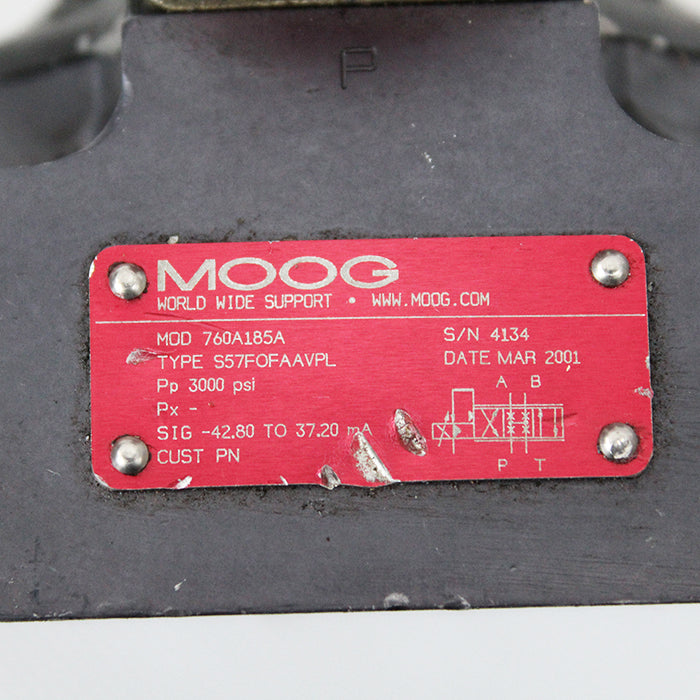 P
MOOG
WORLD WIDE SUPPORT • WWW.MOOG.COM
MOD 760A185A
S/N 4134
TYPE S57FOFAAVPL
DATE MAR 2001
Pp 3000 psi
A B
Px -
SIG -42.80 TO 37.20 mA
CUST PN
P T